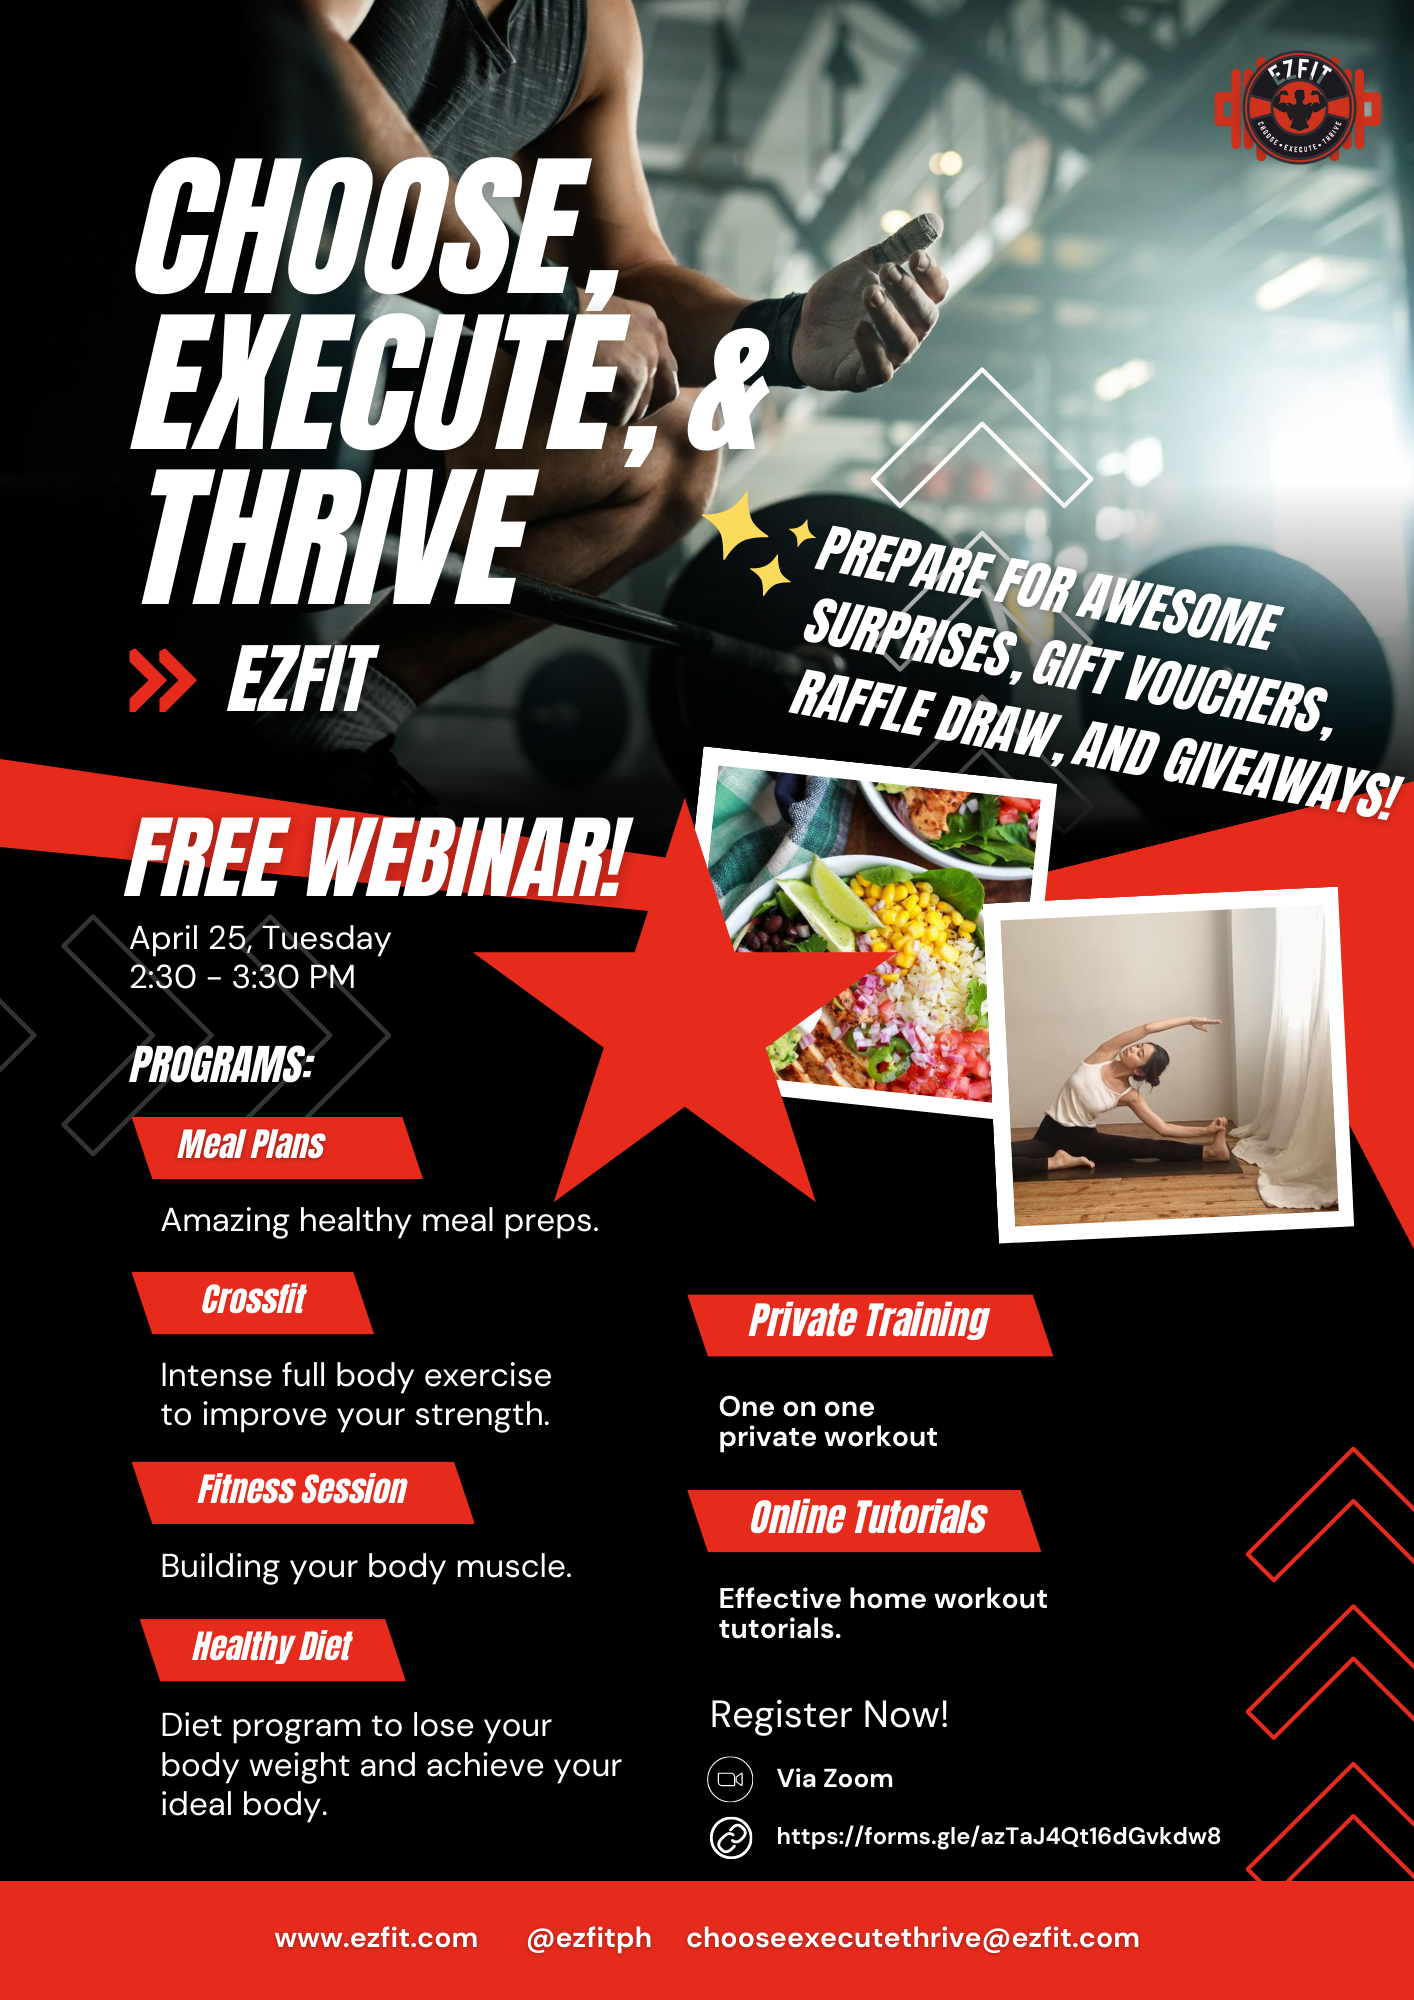 EZFIT
CHOOSE • EXECUTE • THRIVE
CHOOSE,
EXECUTE, &
THRIVE
EZFIT
PREPARE FOR AWESOME
SURPRISES, GIFT VOUCHERS,
RAFFLE DRAW, AND GIVEAWAYS!
FREE WEBINAR!
April 25, Tuesday
2:30 - 3:30 PM
PROGRAMS:
Meal Plans
Amazing healthy meal preps.
Crossfit
Intense full body exercise
to improve your strength.
Fitness Session
Building your body muscle.
Healthy Diet
Diet program to lose your
body weight and achieve your
ideal body.
Private Training
One on one
private workout
Online Tutorials
Effective home workout
tutorials.
Register Now!
Via Zoom
https://forms.gle/azTaJ4Qt16dGvkdw8
www.ezfit.com @ezfitph chooseexecutethrive@ezfit.com